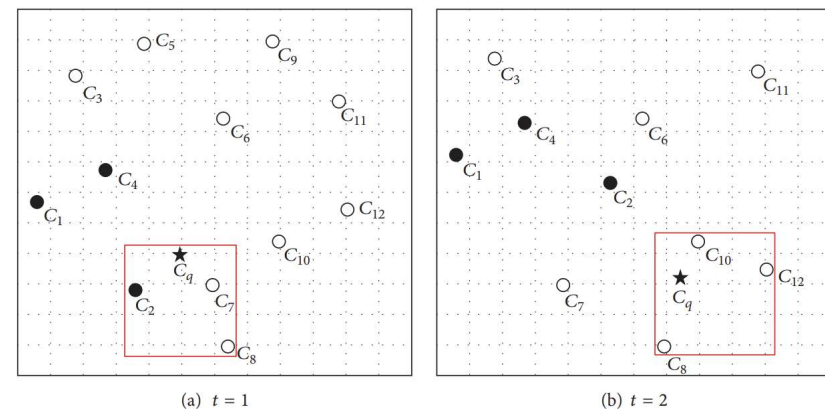 C5
C9
C3
C11
C6
C4
C1
C12
C10
Cq
C2
C7
C8
(a) t = 1
C3
C11
C4
C6
C1
C2
C10
C12
Cq
C7
C8
(b) t = 2